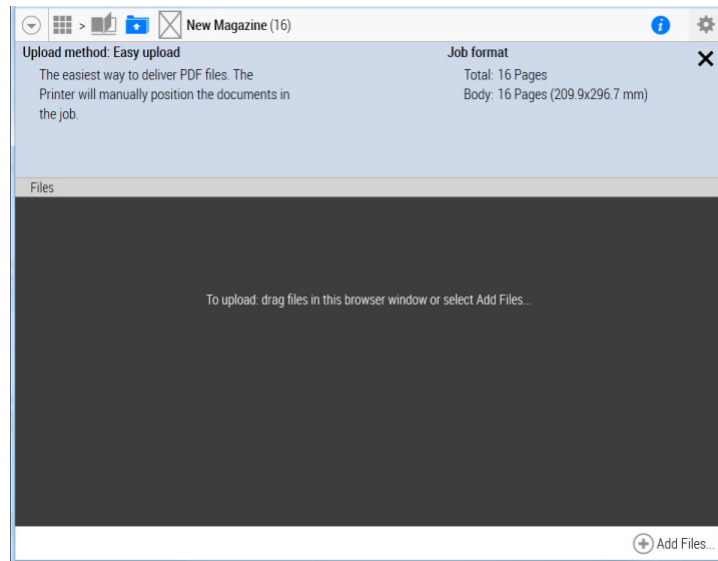 > New Magazine (16)
Upload method: Easy upload
The easiest way to deliver PDF files. The
Printer will manually position the documents in
the job.
Job format
Total: 16 Pages
Body: 16 Pages (209.9x296.7 mm)
Files
To upload: drag files in this browser window or select Add Files...
Add Files...